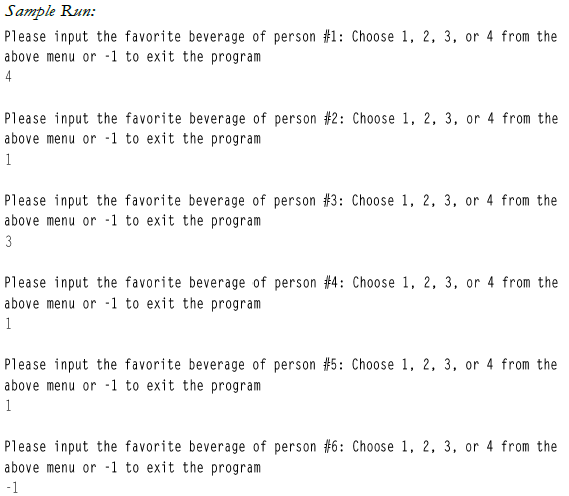 Sample Run:
Please input the favorite beverage of person #1: Choose 1, 2, 3, or 4 from the
above menu or -1 to exit the program
4
Please input the favorite beverage of person #2: Choose 1, 2, 3, or 4 from the
above menu or -1 to exit the program
1
Please input the favorite beverage of person #3: Choose 1, 2, 3, or 4 from the
above menu or -1 to exit the program
3
Please input the favorite beverage of person #4: Choose 1, 2, 3, or 4 from the
above menu or -1 to exit the program
1
Please input the favorite beverage of person #5: Choose 1, 2, 3, or 4 from the
above menu or -1 to exit the program
1
Please input the favorite beverage of person #6: Choose 1, 2, 3, or 4 from the
above menu or -1 to exit the program
-1